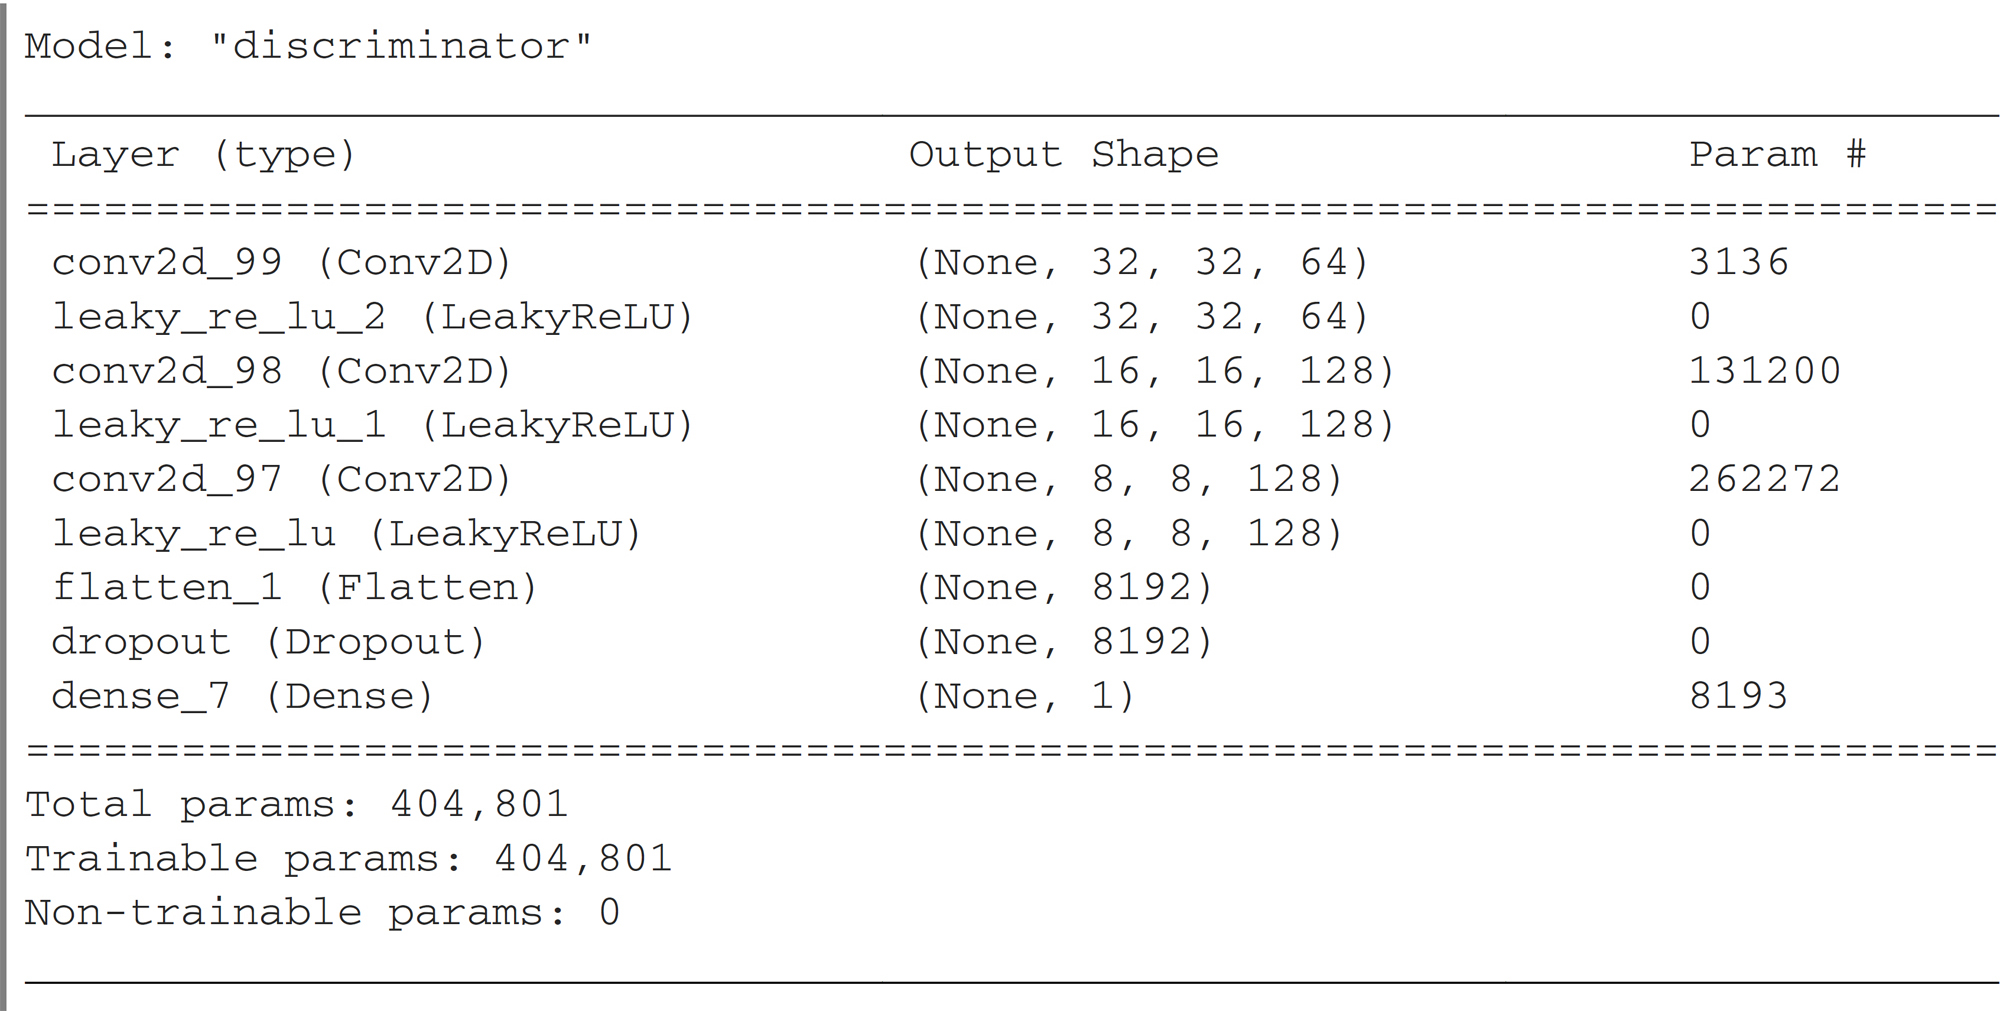 Model: "discriminator"
Layer (type) Output Shape Param #
=================================================================
conv2d_99 (Conv2D) (None, 32, 32, 64) 3136
leaky_re_lu_2 (LeakyReLU) (None, 32, 32, 64) 0
conv2d_98 (Conv2D) (None, 16, 16, 128) 131200
leaky_re_lu_1 (LeakyReLU) (None, 16, 16, 128) 0
conv2d_97 (Conv2D) (None, 8, 8, 128) 262272
leaky_re_lu (LeakyReLU) (None, 8, 8, 128) 0
flatten_1 (Flatten) (None, 8192) 0
dropout (Dropout) (None, 8192) 0
dense_7 (Dense) (None, 1) 8193
=================================================================
Total params: 404,801
Trainable params: 404,801
Non-trainable params: 0